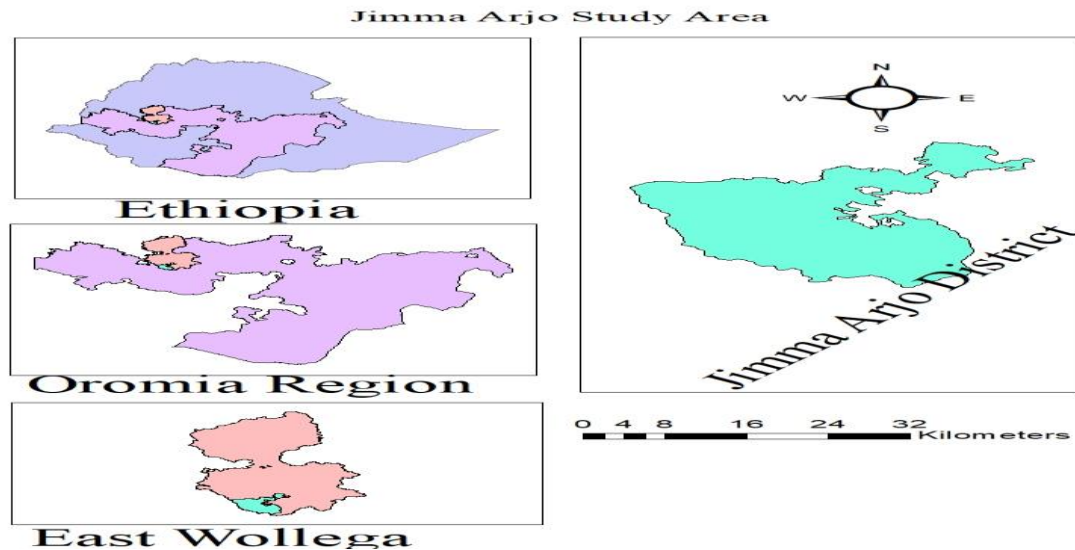 Jimma Arjo Study Area
Ethiopia
Oromia Region
East Wollega
N
W E
S
Jimma Arjo District
0 4 8 16 24 32
Kilometers